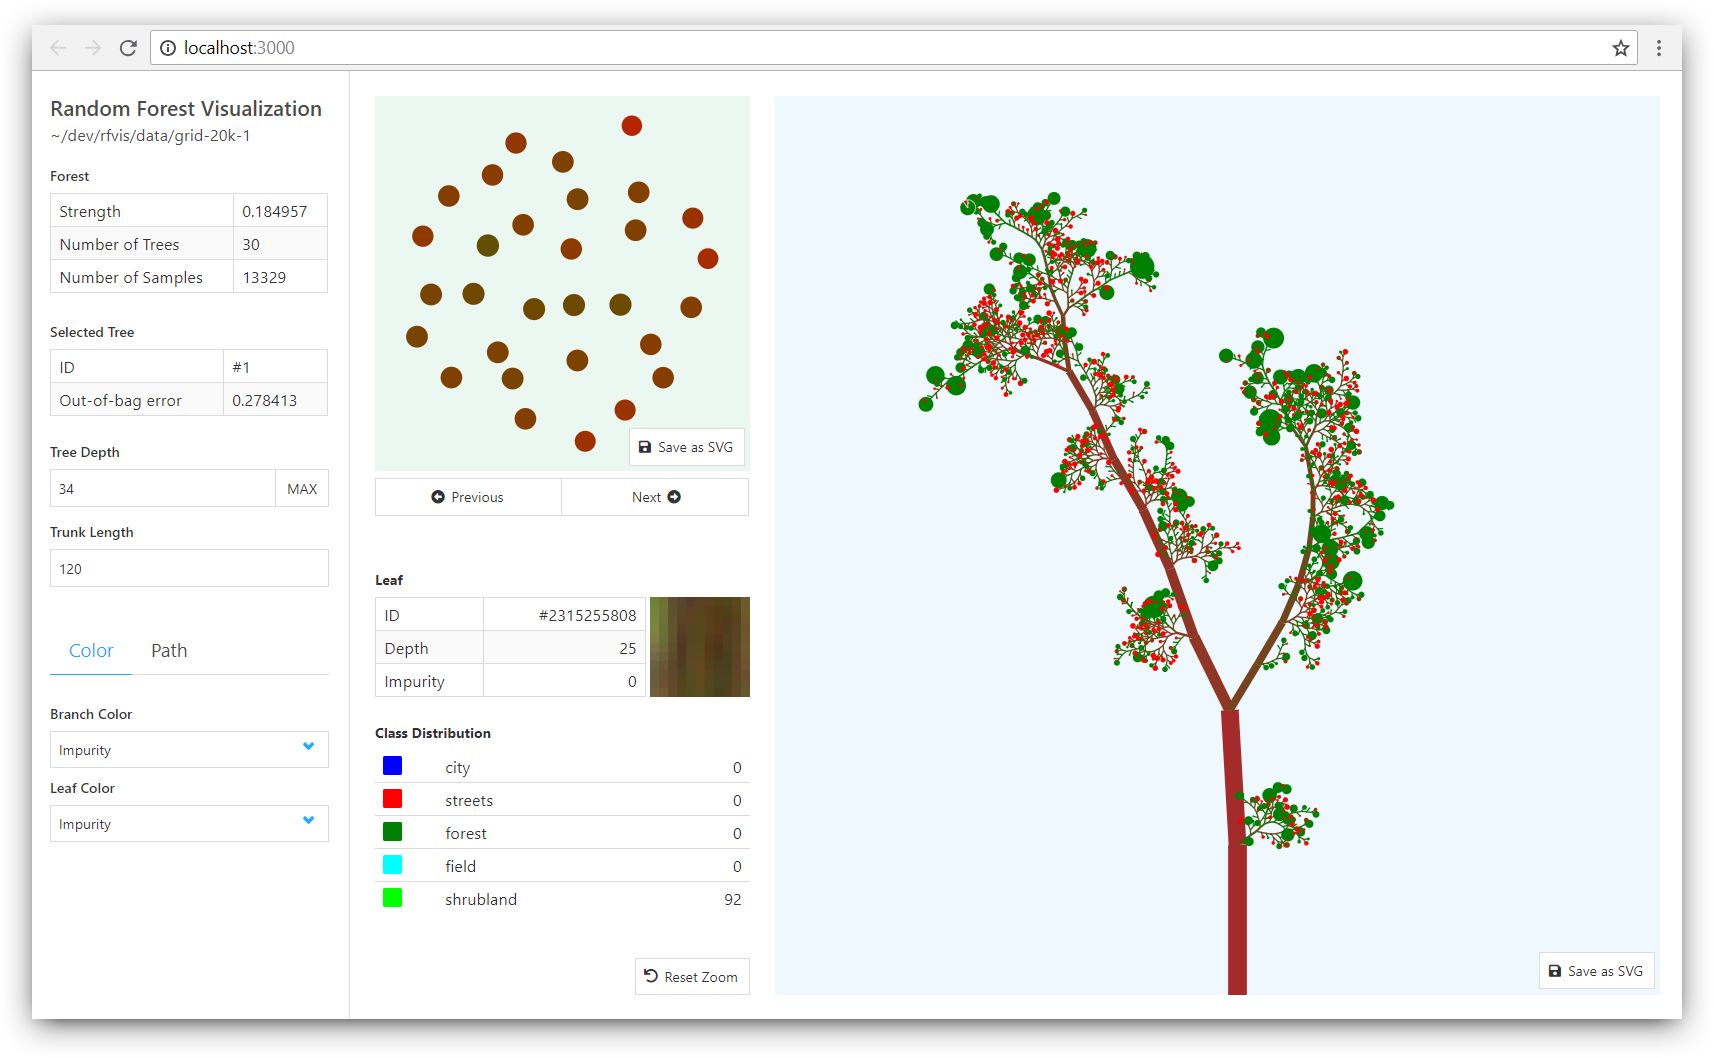 localhost:3000
Random Forest Visualization
~/dev/rfvis/data/grid-20k-1
Forest
Strength 0.184957
Number of Trees 30
Number of Samples 13329
Selected Tree
ID #1
Out-of-bag error 0.278413
Tree Depth
34 MAX
Trunk Length
120
Color Path
Branch Color
Impurity
Leaf Color
Impurity
Save as SVG
Previous Next
Leaf
ID #2315255808
Depth 25
Impurity 0
Class Distribution
city 0
streets 0
forest 0
field 0
shrubland 92
Reset Zoom
Save as SVG